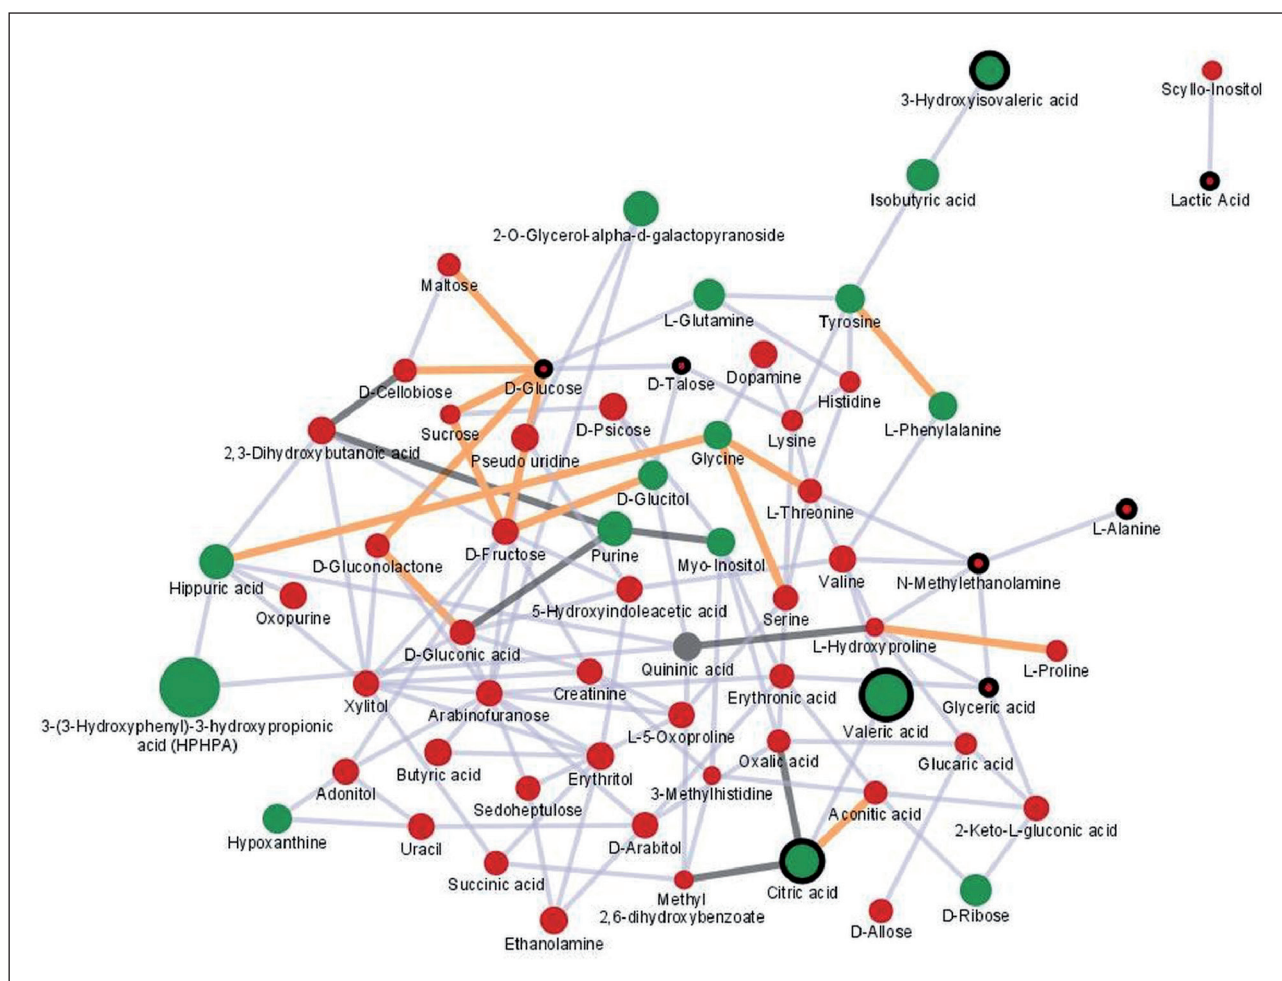 3-Hydroxyisovaleric acid
Scyllo-Inositol
Isobutyric acid
Lactic Acid
2-O-Glycerol-alpha-d-galactopyranoside
Maltose
L-Glutamine
Tyrosine
D-Cellobiose
D-Glucose
D-Talose
Dopamine
Histidine
Sucrose
D-Psicose
Lysine
L-Phenylalanine
2,3-Dihydroxybutanoic acid
Pseudo uridine
Glycine
D-Glucitol
L-Threonine
L-Alanine
D-Gluconolactone
D-Fructose
Purine
Myo-Inositol
Valine
N-Methylethanolamine
Hippuric acid
Oxopurine
5-Hydroxyindoleacetic acid
Serine
L-Hydroxyproline
L-Proline
D-Gluconic acid
Quininic acid
3-(3-Hydroxyphenyl)-3-hydroxypropionic
acid (HPHPA)
Xylitol
Arabinofuranose
Creatinine
Erythronic acid
Glyceric acid
L-5-Oxoproline
Valeric acid
Butyric acid
Erythritol
Oxalic acid
Glucaric acid
Adonitol
Sedoheptulose
3-Methylhistidine
Aconitic acid
2-Keto-L-gluconic acid
Hypoxanthine
Uracil
D-Arabitol
Succinic acid
Methyl
2,6-dihydroxybenzoate
Citric acid
D-Ribose
D-Allose
Ethanolamine